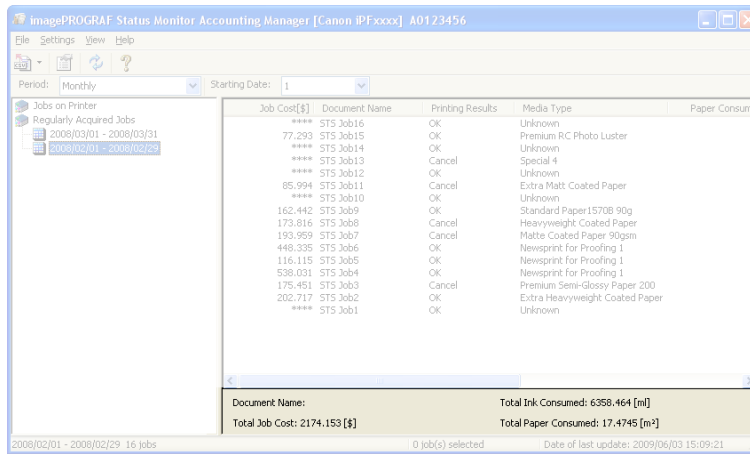 imagePROGRAF Status Monitor Accounting Manager [Canon iPFxxxx] A0123456
File Settings View Help
Period: Monthly Starting Date: 1
Jobs on Printer
Regularly Acquired Jobs
2008/03/01 - 2008/03/31
2008/02/01 - 2008/02/29
Job Cost[$] Document Name Printing Results Media Type Paper Consum
**** STS Job16 OK Unknown
77.293 STS Job15 OK Premium RC Photo Luster
**** STS Job14 OK Unknown
**** STS Job13 Cancel Special 4
**** STS Job12 OK Unknown
85.994 STS Job11 Cancel Extra Matt Coated Paper
**** STS Job10 OK Unknown
162.442 STS Job9 OK Standard Paper1570B 90g
173.816 STS Job8 Cancel Heavyweight Coated Paper
193.959 STS Job7 Cancel Matte Coated Paper 90gsm
448.335 STS Job6 OK Newsprint for Proofing 1
116.115 STS Job5 OK Newsprint for Proofing 1
538.031 STS Job4 OK Newsprint for Proofing 1
175.451 STS Job3 Cancel Premium Semi-Glossy Paper 200
202.717 STS Job2 OK Extra Heavyweight Coated Paper
**** STS Job1 OK Unknown
Document Name: Total Ink Consumed: 6358.464 [ml]
Total Job Cost: 2174.153 [$] Total Paper Consumed: 17.4745 [m²]
2008/02/01 - 2008/02/29 16 jobs 0 job(s) selected Date of last update: 2009/06/03 15:09:21